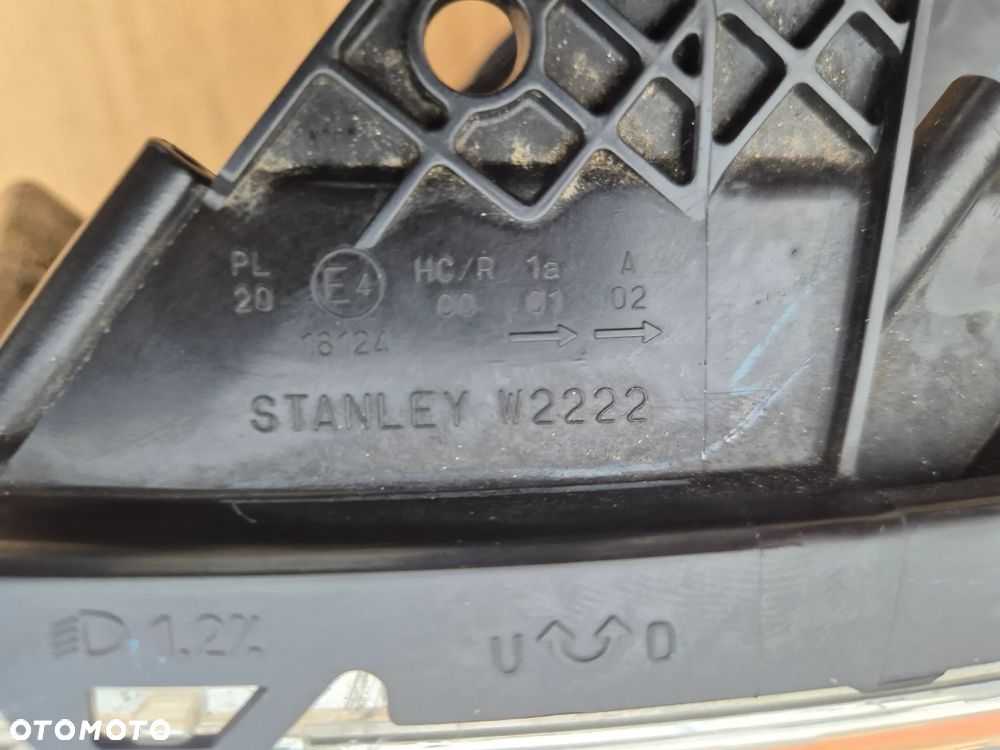 PL E4 HC/R 1a A
20 00 01 02
18124 → →
STANLEY W2222
1.2%
U D
OTOMOTO